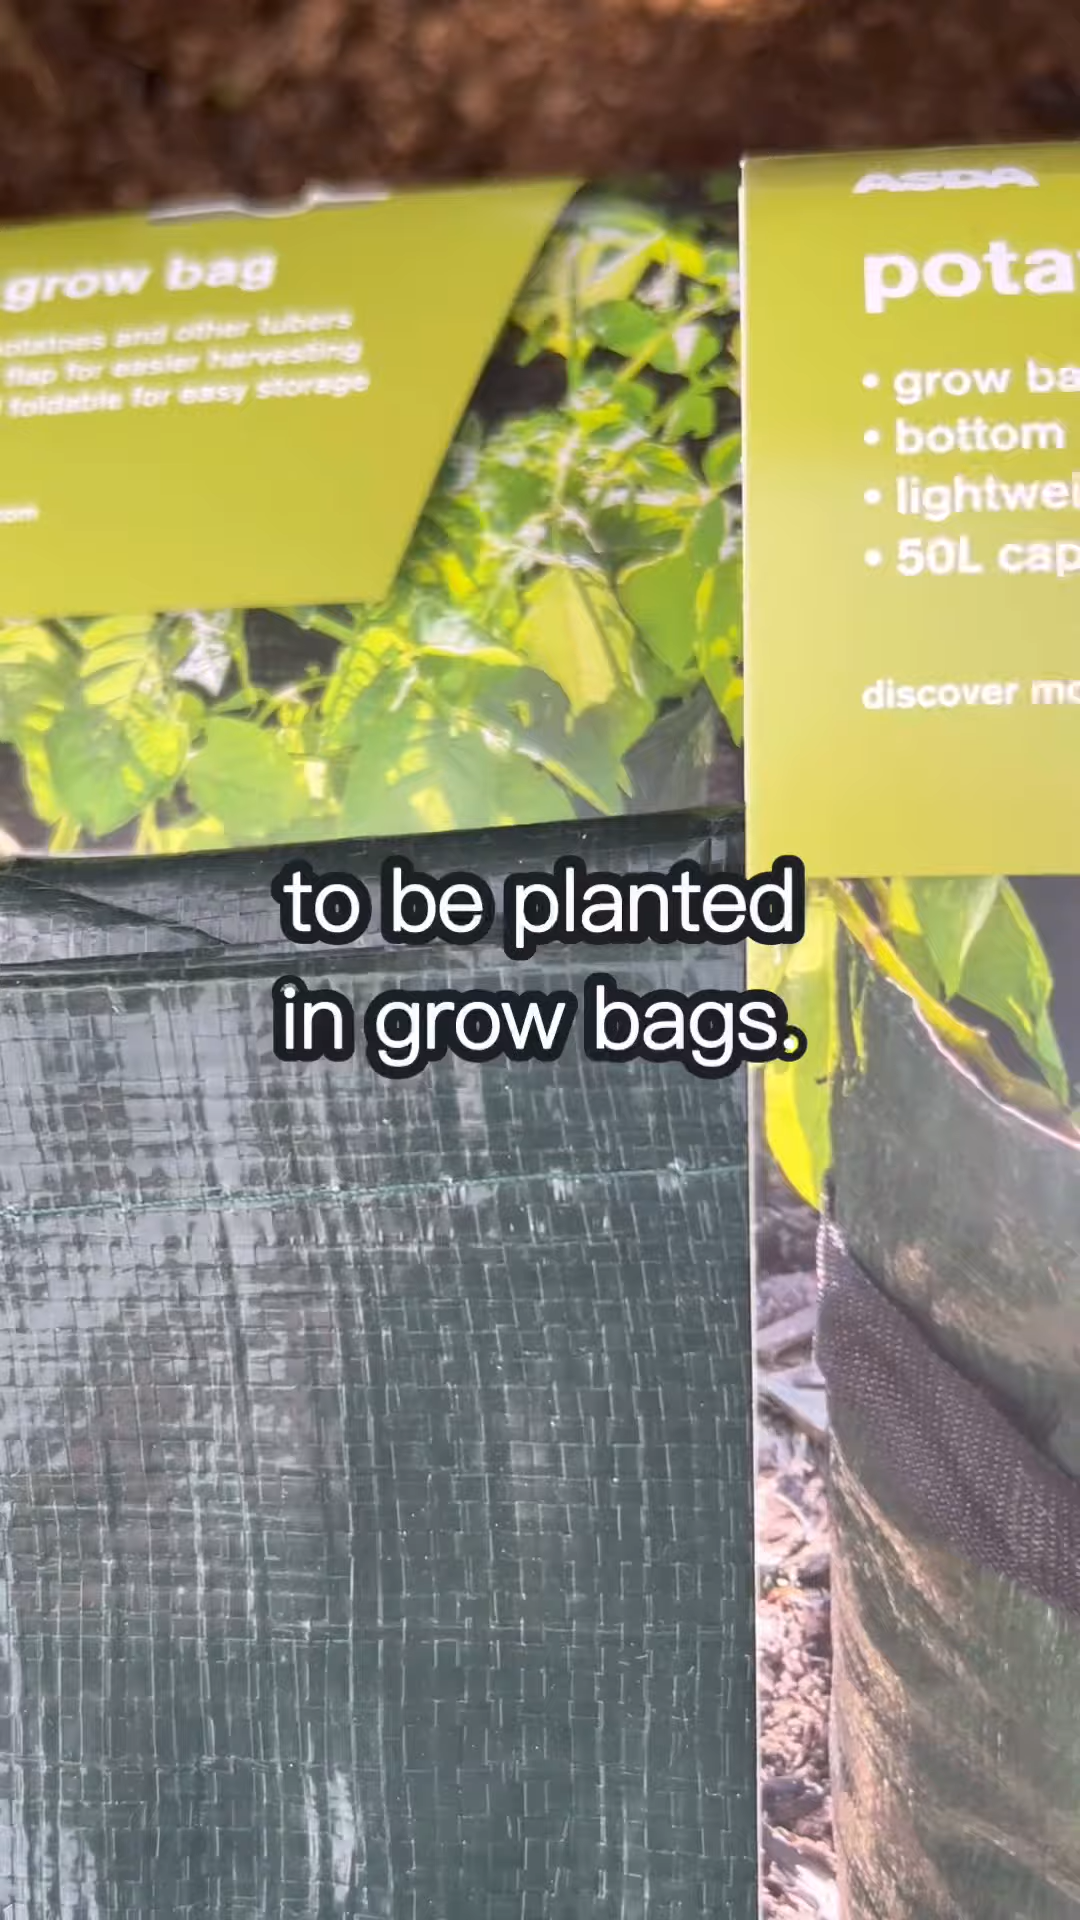 grow bag
potatoes and other tubers
flap for easier harvesting
foldable for easy storage
ASDA
pota
• grow ba
• bottom
• lightwei
• 50L cap
discover mo
to be planted
in grow bags.